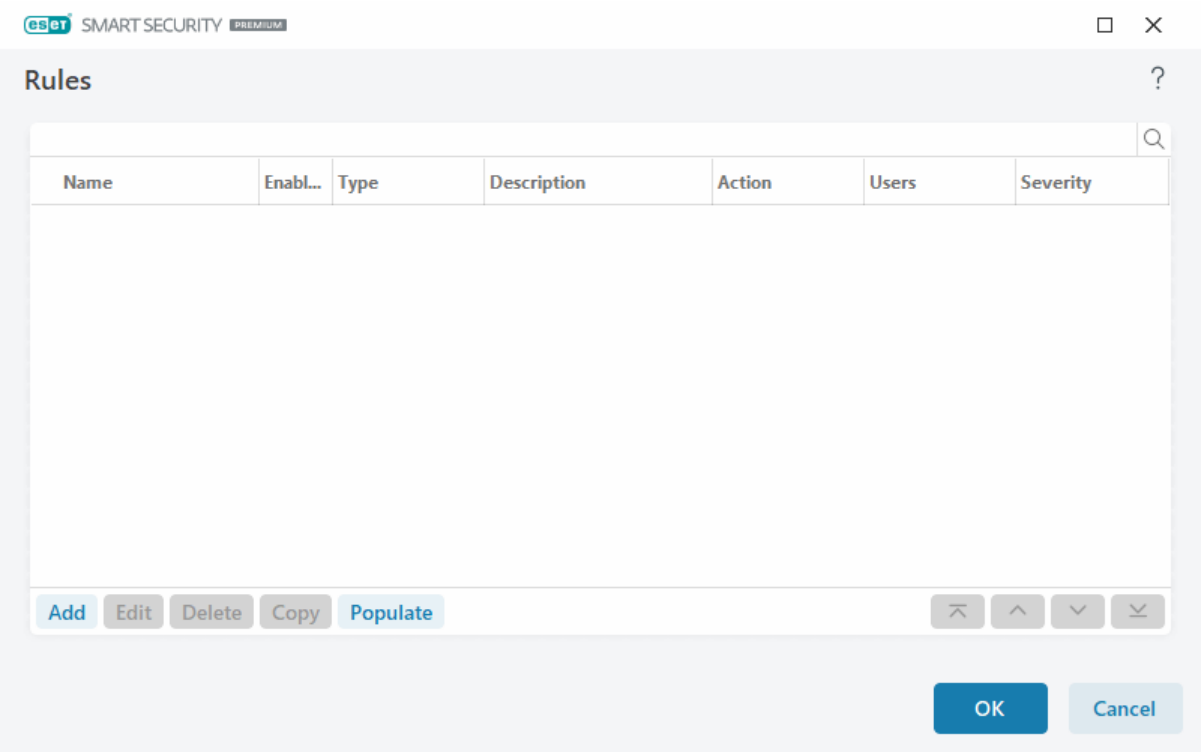 eset SMART SECURITY PREMIUM
Rules
?
Name Enabl... Type Description Action Users Severity
Add Edit Delete Copy Populate
OK Cancel